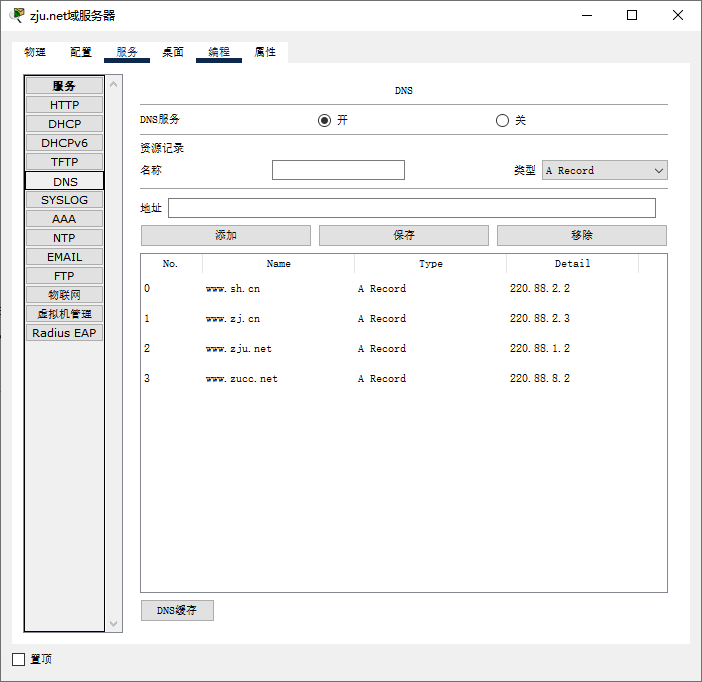 zju.net域服务器
物理 配置 服务 桌面 编程 属性
服务
HTTP
DHCP
DHCPv6
TFTP
DNS
SYSLOG
AAA
NTP
EMAIL
FTP
物联网
虚拟机管理
Radius EAP
DNS
DNS服务 开 关
资源记录
名称 类型 A Record
地址
添加 保存 移除
No. Name Type Detail
0 www.sh.cn A Record 220.88.2.2
1 www.zj.cn A Record 220.88.2.3
2 www.zju.net A Record 220.88.1.2
3 www.zucc.net A Record 220.88.8.2
DNS缓存
置顶